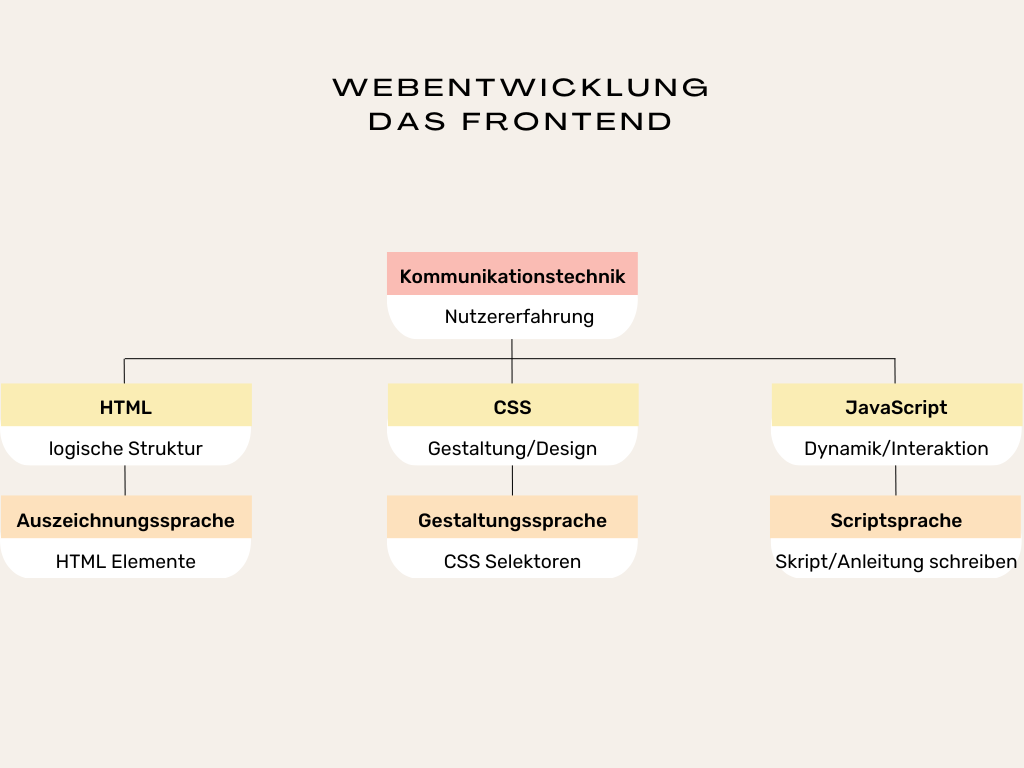 WEBENTWICKLUNG
DAS FRONTEND
Kommunikationstechnik
Nutzererfahrung
HTML
logische Struktur
CSS
Gestaltung/Design
JavaScript
Dynamik/Interaktion
Auszeichnungssprache
HTML Elemente
Gestaltungssprache
CSS Selektoren
Scriptsprache
Skript/Anleitung schreiben